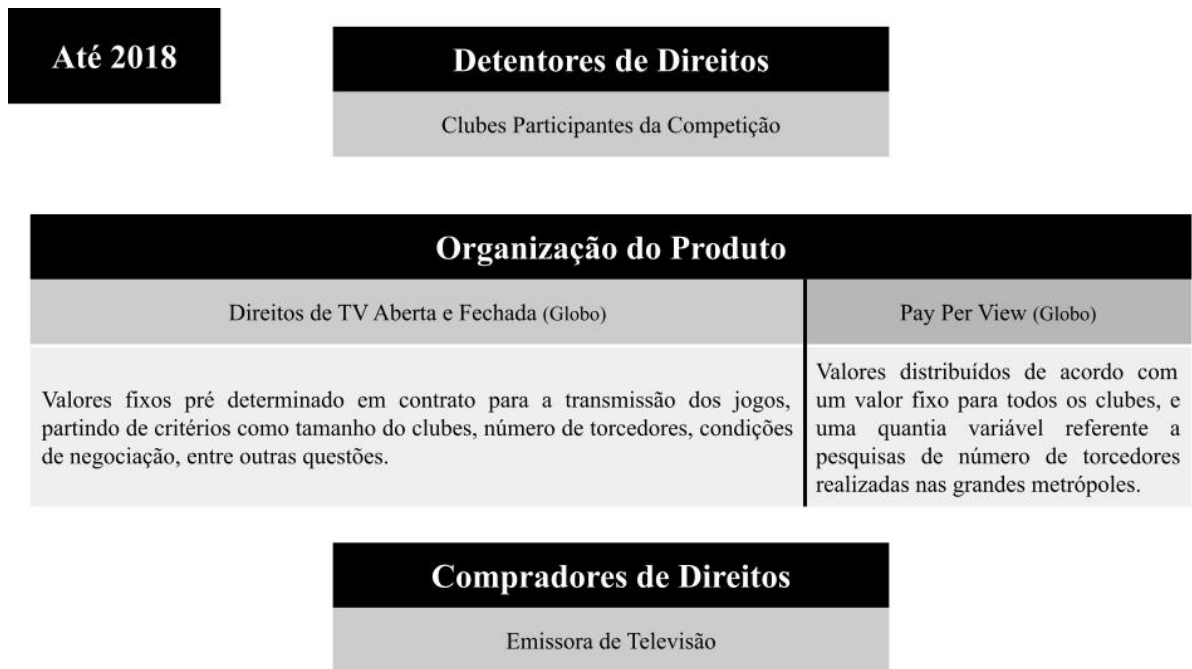 Até 2018
Detentores de Direitos
Clubes Participantes da Competição
Organização do Produto
Direitos de TV Aberta e Fechada (Globo)
Pay Per View (Globo)
Valores fixos pré determinado em contrato para a transmissão dos jogos,
partindo de critérios como tamanho do clubes, número de torcedores, condições
de negociação, entre outras questões.
Valores distribuídos de acordo com
um valor fixo para todos os clubes, e
uma quantia variável referente a
pesquisas de número de torcedores
realizadas nas grandes metrópoles.
Compradores de Direitos
Emissora de Televisão